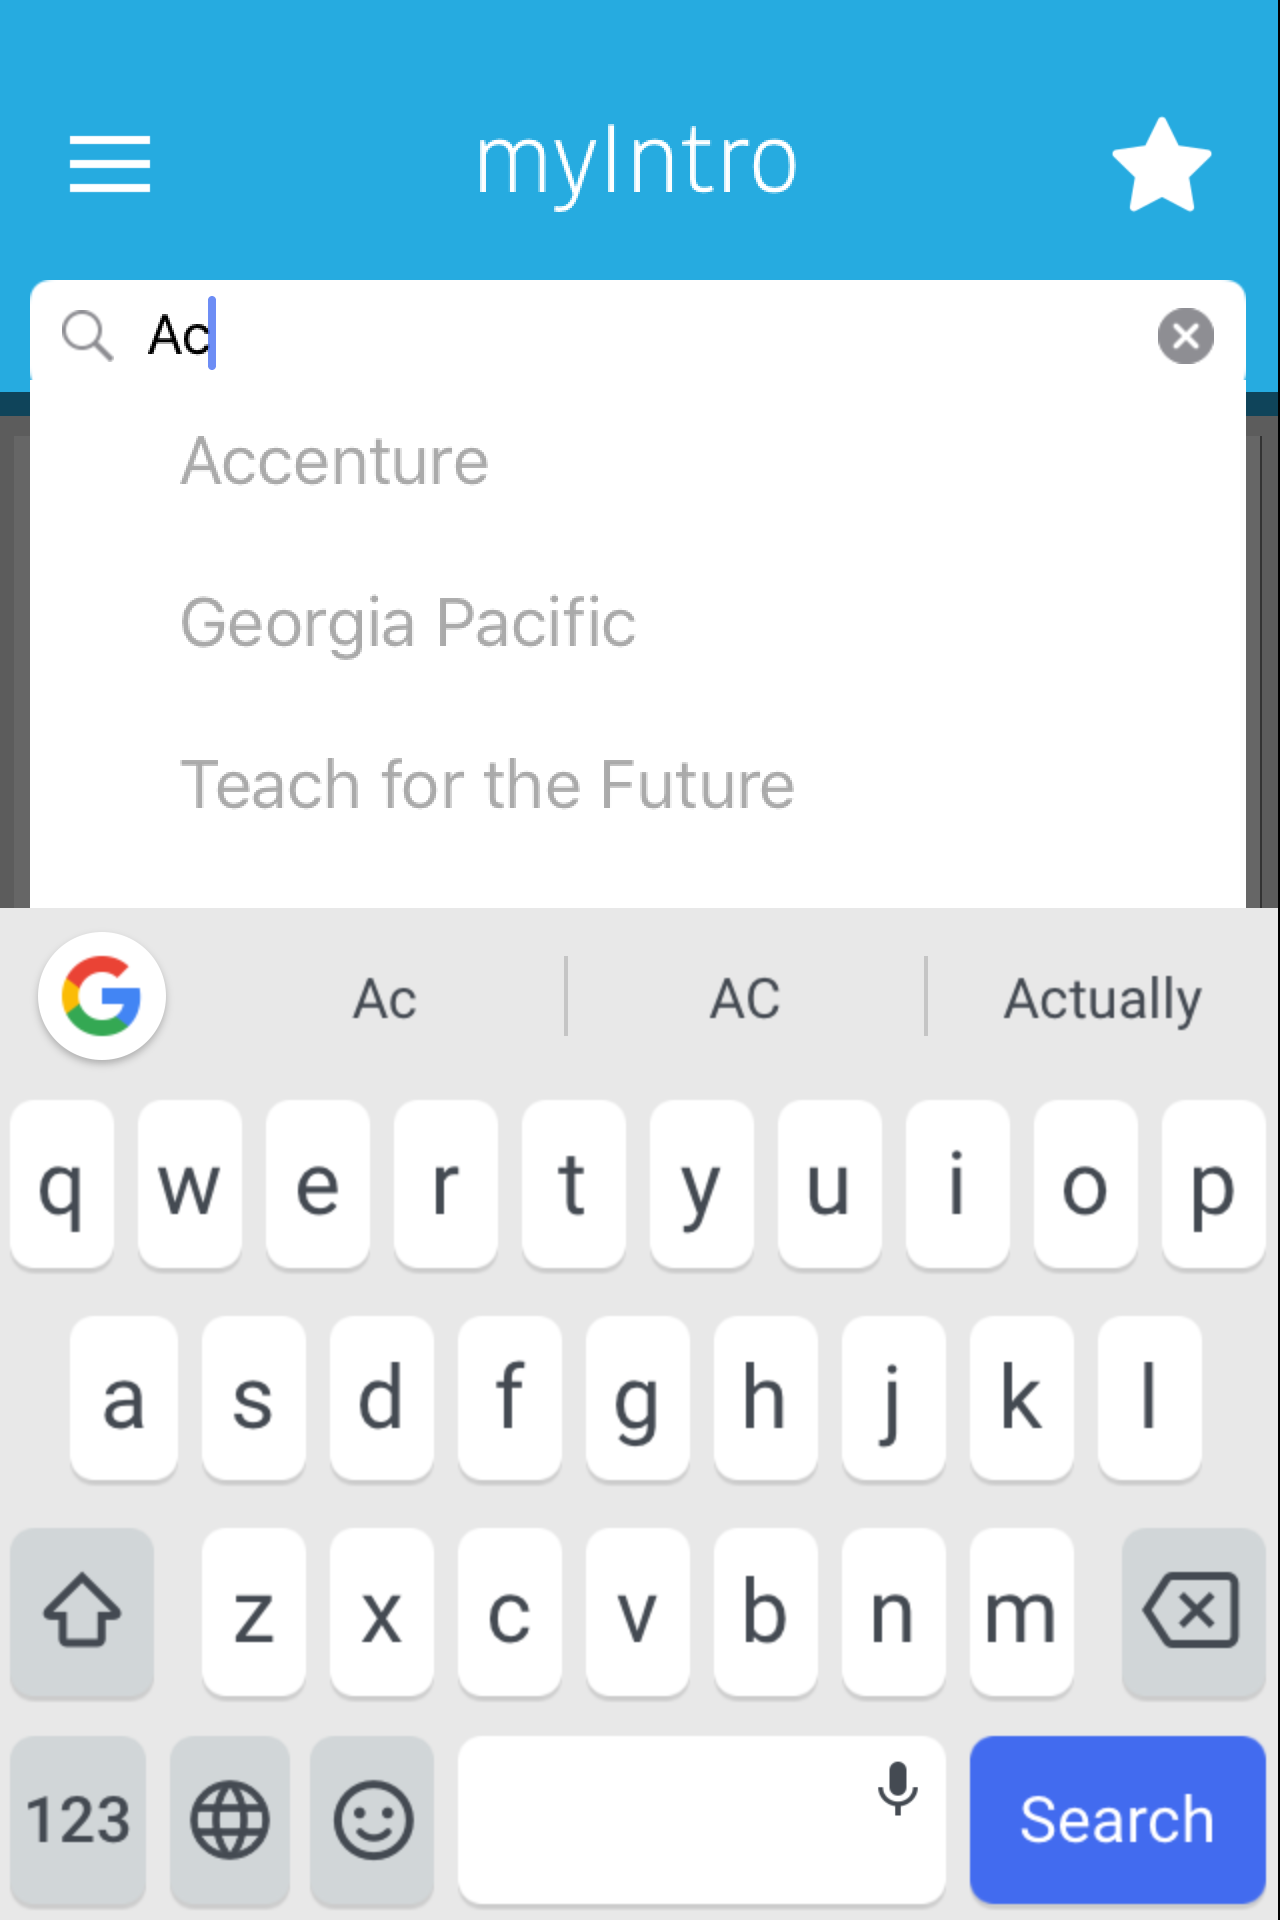 myIntro
Ac
Accenture
Georgia Pacific
Teach for the Future
G Ac AC Actually
q w e r t y u i o p
a s d f g h j k l
z x c v b n m
123 Search